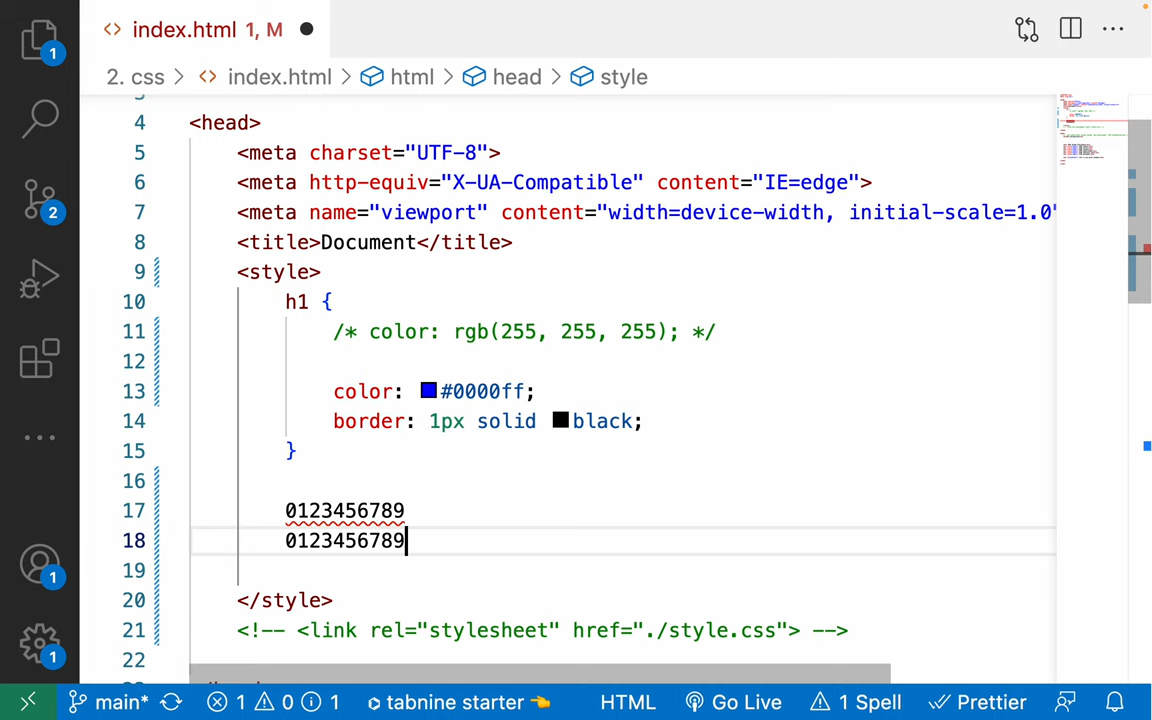 index.html 1, M
2. css > index.html > html > head > style
4 <head>
5 <meta charset="UTF-8">
6 <meta http-equiv="X-UA-Compatible" content="IE=edge">
7 <meta name="viewport" content="width=device-width, initial-scale=1.0"
8 <title>Document</title>
9 <style>
10 h1 {
11 /* color: rgb(255, 255, 255); */
12
13 color: #0000ff;
14 border: 1px solid black;
15 }
16
17 0123456789
18 0123456789
19
20 </style>
21 <!-- <link rel="stylesheet" href="./style.css"> -->
22
1
2
1
1
main* 1 0 1 tabnine starter 👈 HTML Go Live 1 Spell Prettier